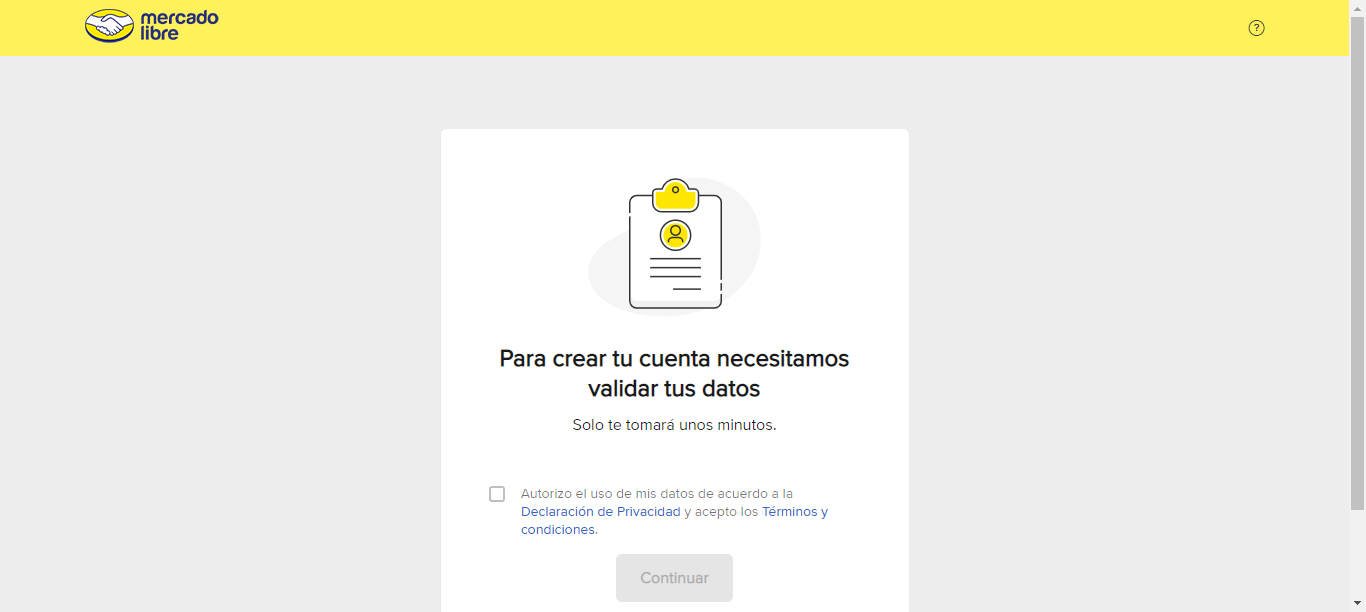 mercado
libre
?
Para crear tu cuenta necesitamos
validar tus datos
Solo te tomará unos minutos.
Autorizo el uso de mis datos de acuerdo a la
Declaración de Privacidad y acepto los Términos y
condiciones.
Continuar